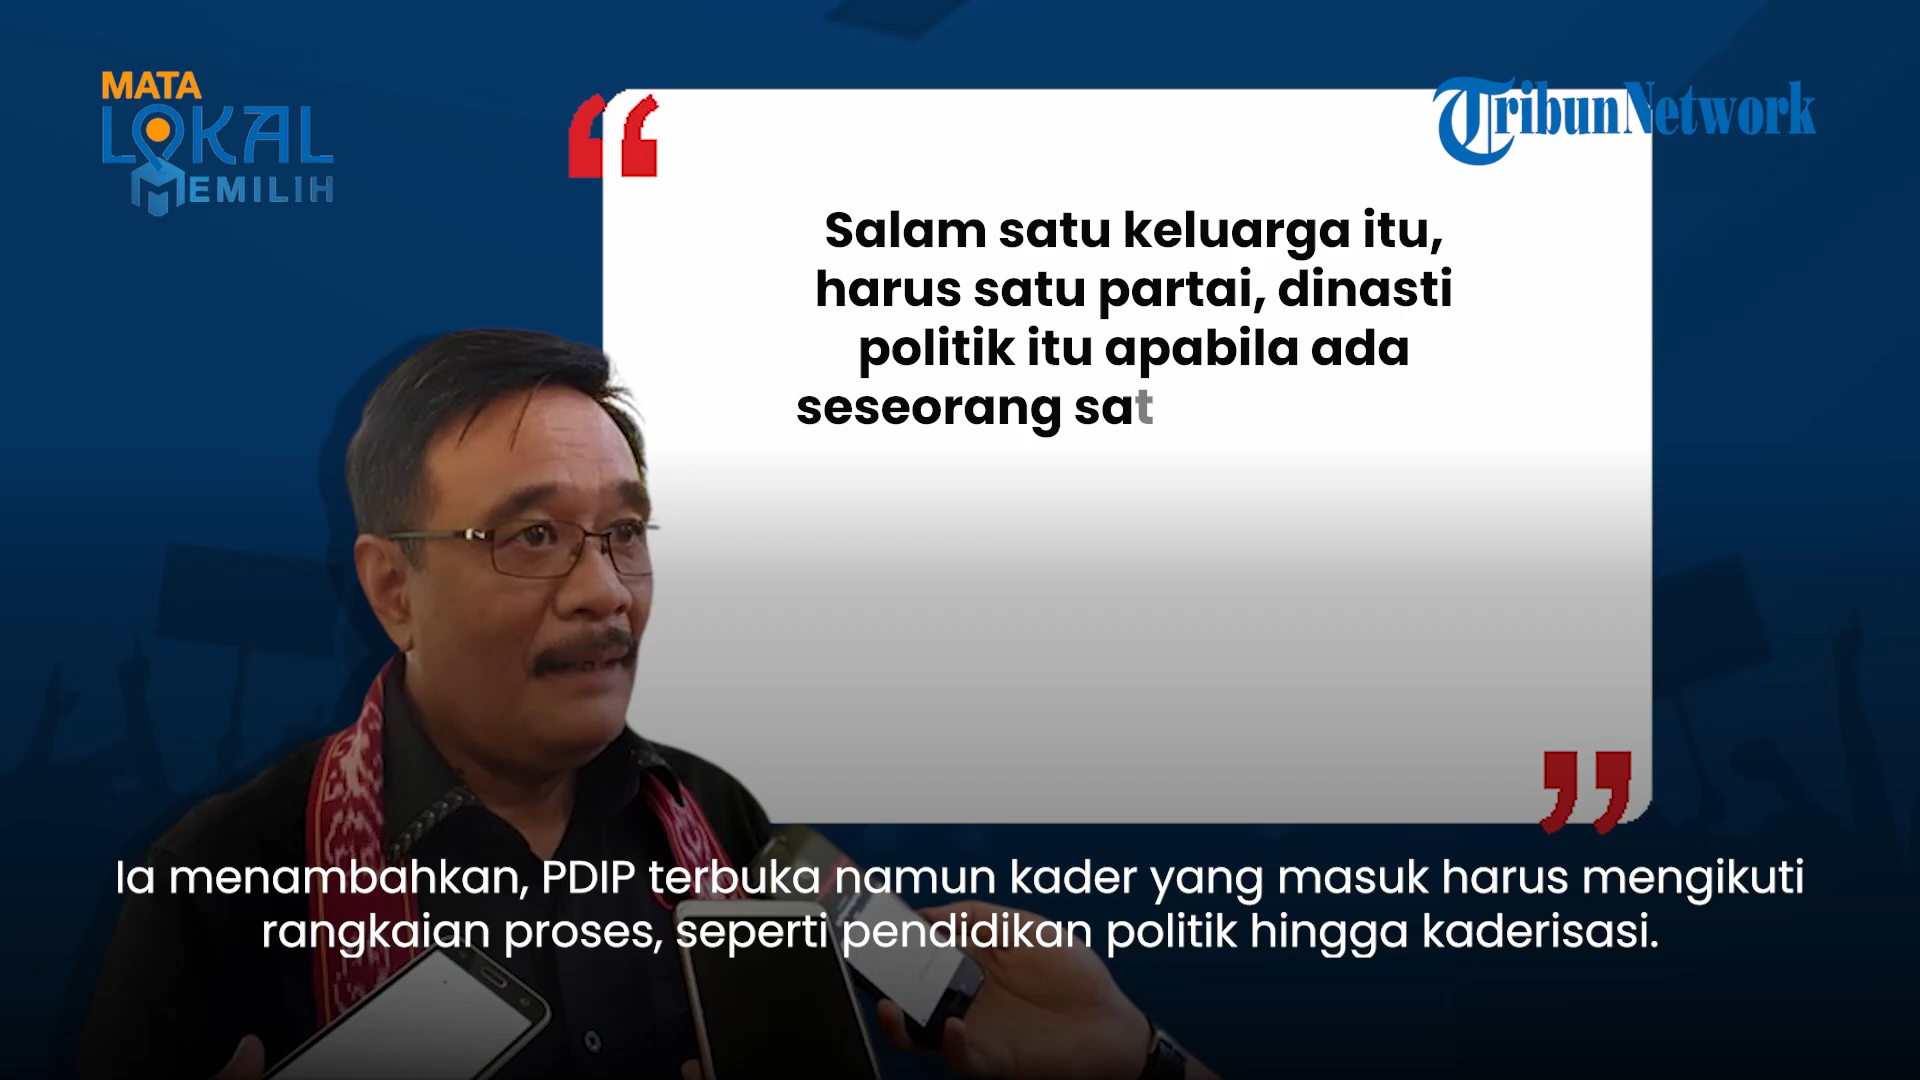 MATA
LOKAL
MEMILIH
TribunNetwork
Salam satu keluarga itu,
harus satu partai, dinasti
politik itu apabila ada
seseorang sat
Ia menambahkan, PDIP terbuka namun kader yang masuk harus mengikuti
rangkaian proses, seperti pendidikan politik hingga kaderisasi.